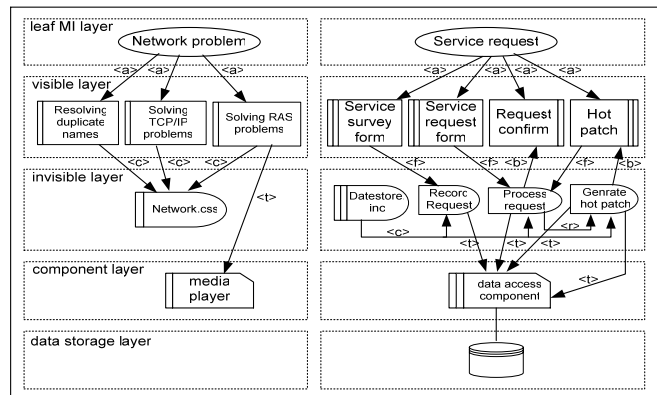 leaf MI layer
Network problem
Service request
<a> <a> <a>
<a> <a> <a> <a>
visible layer
Resolving
duplicate
names
Solving
TCP/IP
problems
Solving RAS
problems
Service
survey
form
Service
request
form
Request
confirm
Hot
patch
<c> <c> <c>
<f> <f> <b> <f> <b>
invisible layer
Network.css
<t>
Datestore
inc
Record
Request
Process
request
Genrate
hot patch
<c> <r>
<t> <t> <t>
<t>
component layer
media
player
data access
component
data storage layer